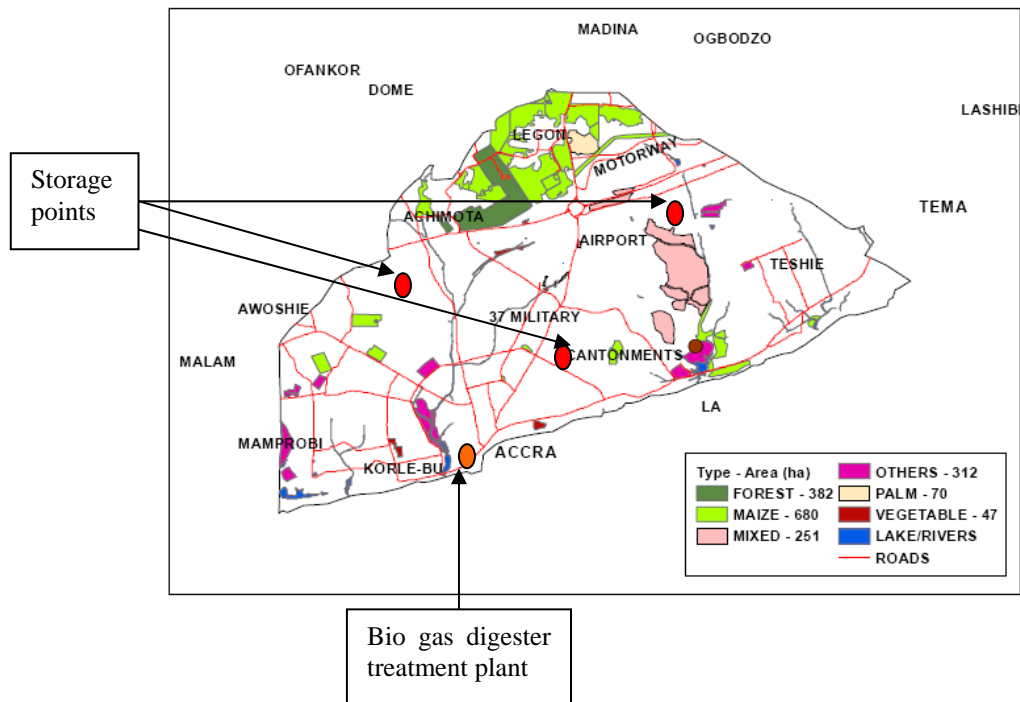 MADINA
OGBODZO
OFANKOR
DOME
LASHIBI
LEGON
Storage
points
MOTORWAY
TEMA
ACHIMOTA
AIRPORT
TESHIE
AWOSHIE
37 MILITARY
MALAM
CANTONMENTS
LA
MAMPROBI
ACCRA
KORLE-BU
Type - Area (ha)
FOREST - 382
MAIZE - 680
MIXED - 251
OTHERS - 312
PALM - 70
VEGETABLE - 47
LAKE/RIVERS
ROADS
Bio gas digester
treatment plant